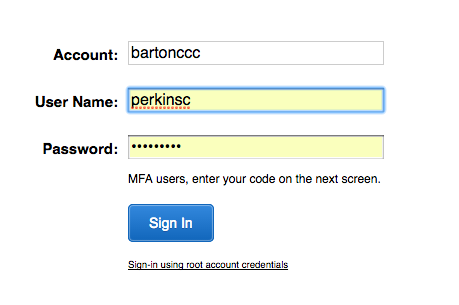 Account: bartonccc
User Name: perkinsc
Password: •••••••••
MFA users, enter your code on the next screen.
Sign In
Sign-in using root account credentials